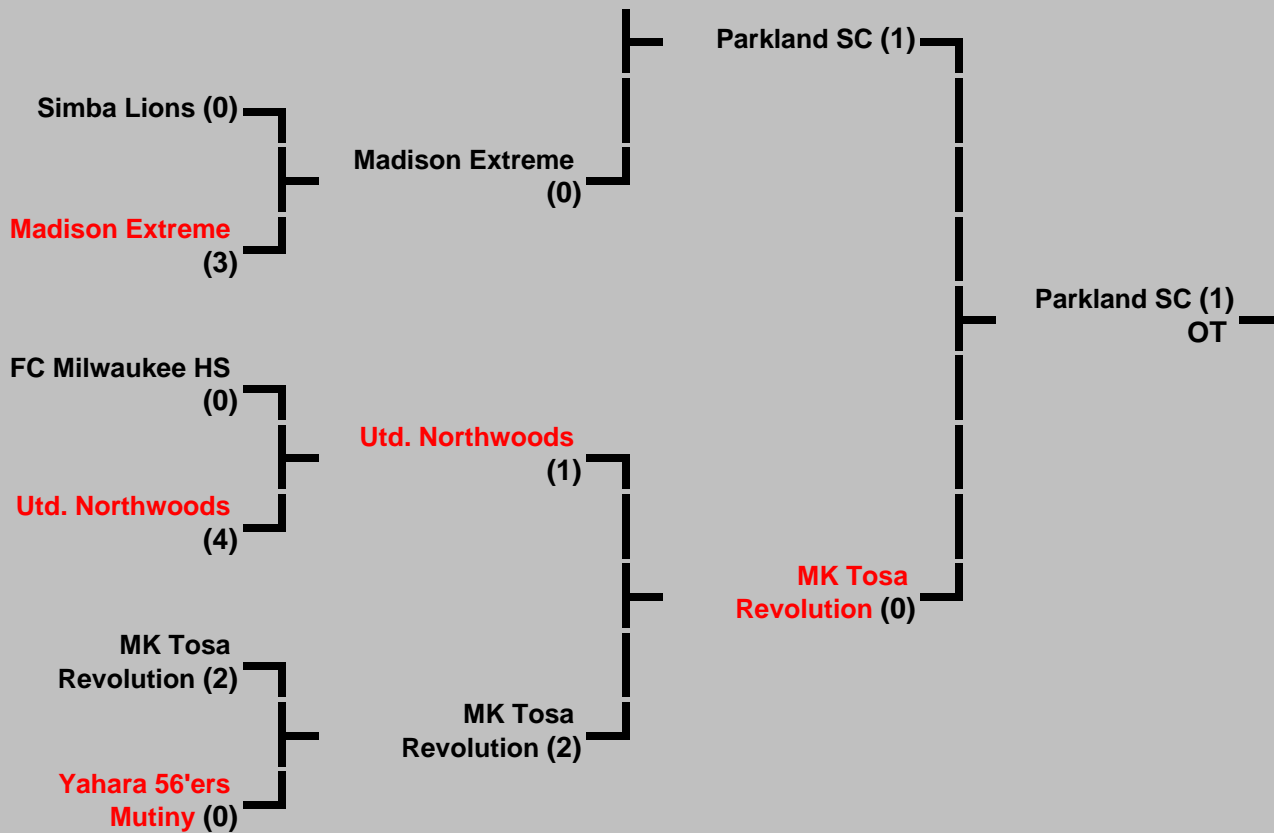 Parkland SC (1)
Simba Lions (0)
Madison Extreme
(0)
Madison Extreme
(3)
Parkland SC (1)
OT
FC Milwaukee HS
(0)
Utd. Northwoods
(1)
Utd. Northwoods
(4)
MK Tosa
Revolution (0)
MK Tosa
Revolution (2)
MK Tosa
Revolution (2)
Yahara 56'ers
Mutiny (0)